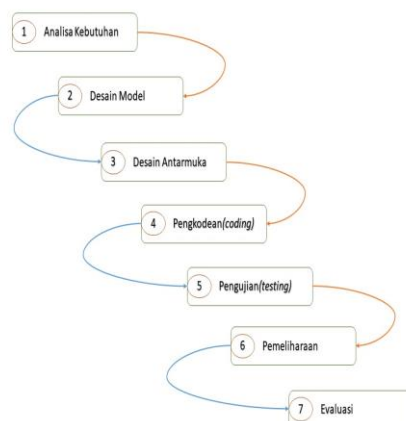 1 Analisa Kebutuhan
2 Desain Model
3 Desain Antarmuka
4 Pengkodean(coding)
5 Pengujian(testing)
6 Pemeliharaan
7 Evaluasi